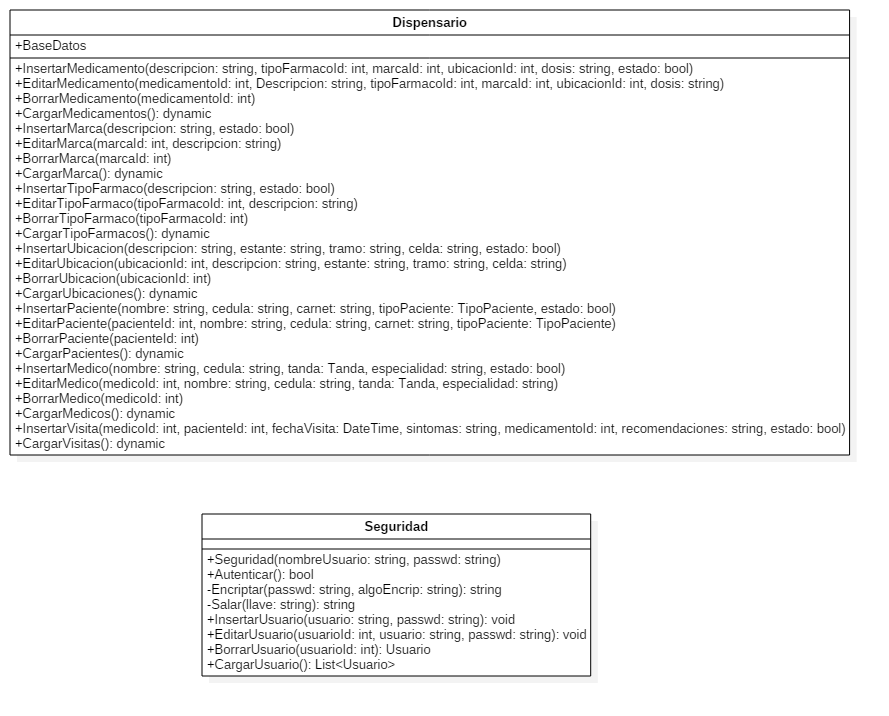 Dispensario
+BaseDatos
+InsertarMedicamento(descripcion: string, tipoFarmacoId: int, marcaId: int, ubicacionId: int, dosis: string, estado: bool)
+EditarMedicamento(medicamentoId: int, Descripcion: string, tipoFarmacoId: int, marcaId: int, ubicacionId: int, dosis: string)
+BorrarMedicamento(medicamentoId: int)
+CargarMedicamentos(): dynamic
+InsertarMarca(descripcion: string, estado: bool)
+EditarMarca(marcaId: int, descripcion: string)
+BorrarMarca(marcaId: int)
+CargarMarca(): dynamic
+InsertarTipoFarmaco(descripcion: string, estado: bool)
+EditarTipoFarmaco(tipoFarmacoId: int, descripcion: string)
+BorrarTipoFarmaco(tipoFarmacoId: int)
+CargarTipoFarmacos(): dynamic
+InsertarUbicacion(descripcion: string, estante: string, tramo: string, celda: string, estado: bool)
+EditarUbicacion(ubicacionId: int, descripcion: string, estante: string, tramo: string, celda: string)
+BorrarUbicacion(ubicacionId: int)
+CargarUbicaciones(): dynamic
+InsertarPaciente(nombre: string, cedula: string, carnet: string, tipoPaciente: TipoPaciente, estado: bool)
+EditarPaciente(pacienteId: int, nombre: string, cedula: string, carnet: string, tipoPaciente: TipoPaciente)
+BorrarPaciente(pacienteId: int)
+CargarPacientes(): dynamic
+InsertarMedico(nombre: string, cedula: string, tanda: Tanda, especialidad: string, estado: bool)
+EditarMedico(medicoId: int, nombre: string, cedula: string, tanda: Tanda, especialidad: string)
+BorrarMedico(medicoId: int)
+CargarMedicos(): dynamic
+InsertarVisita(medicoId: int, pacienteId: int, fechaVisita: DateTime, sintomas: string, medicamentoId: int, recomendaciones: string, estado: bool)
+CargarVisitas(): dynamic
Seguridad
+Seguridad(nombreUsuario: string, passwd: string)
+Autenticar(): bool
-Encriptar(passwd: string, algoEncrip: string): string
-Salar(llave: string): string
+InsertarUsuario(usuario: string, passwd: string): void
+EditarUsuario(usuarioId: int, usuario: string, passwd: string): void
+BorrarUsuario(usuarioId: int): Usuario
+CargarUsuario(): List<Usuario>